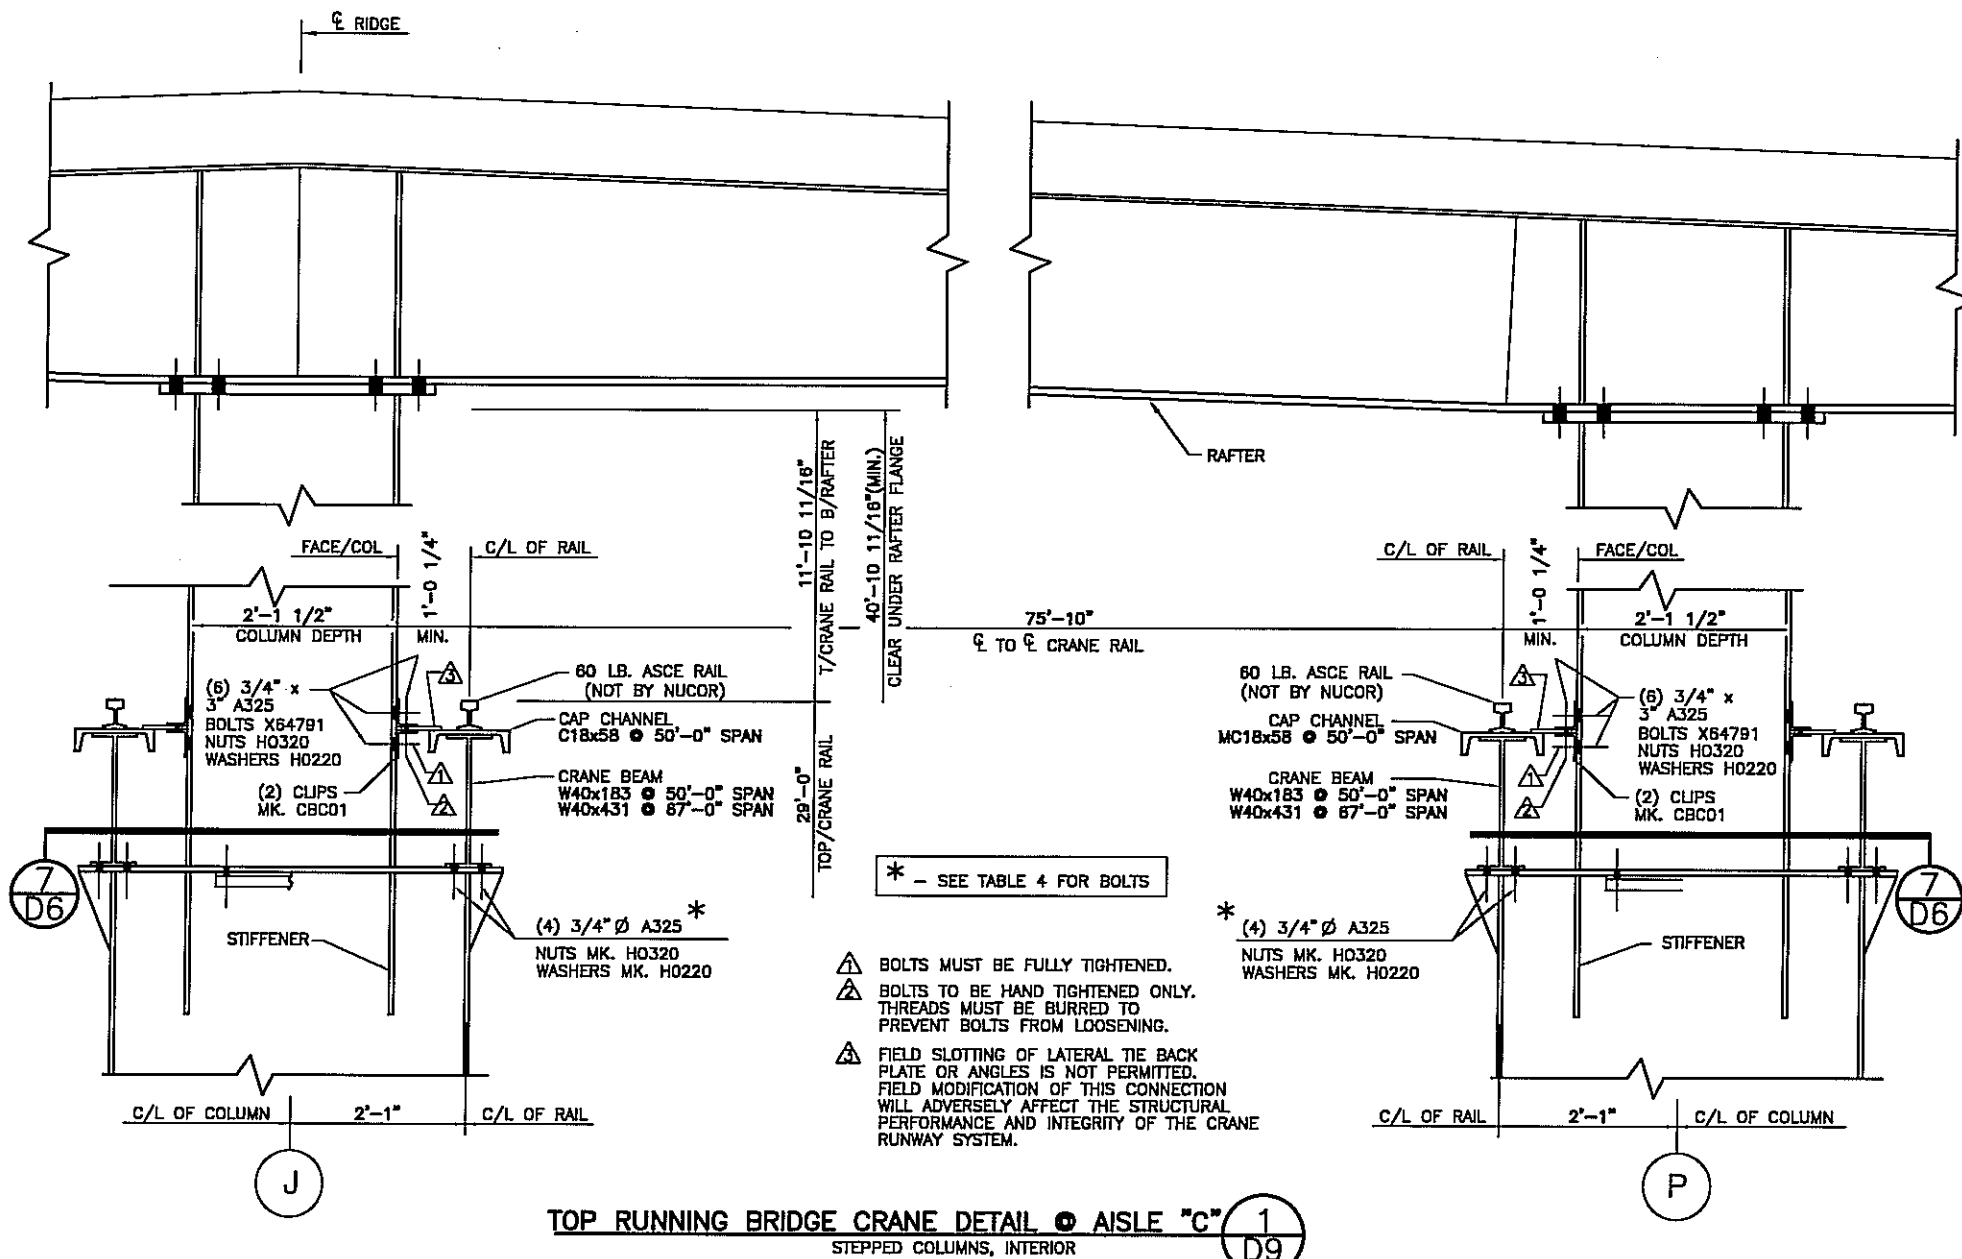 ℄ RIDGE
RAFTER
11'-10 11/16"
T/CRANE RAIL TO B/RAFTER
40'-10 11/16"(MIN.)
CLEAR UNDER RAFTER FLANGE
29'-0"
TOP/CRANE RAIL
FACE/COL
1'-0 1/4"
MIN.
C/L OF RAIL
2'-1 1/2"
COLUMN DEPTH
75'-10"
℄ TO ℄ CRANE RAIL
C/L OF RAIL
1'-0 1/4"
MIN.
FACE/COL
2'-1 1/2"
COLUMN DEPTH
(6) 3/4" x
3" A325
BOLTS X64791
NUTS H0320
WASHERS H0220
(2) CLIPS
MK. CBC01
3
1
2
60 LB. ASCE RAIL
(NOT BY NUCOR)
CAP CHANNEL
C18x58 @ 50'-0" SPAN
CRANE BEAM
W40x183 @ 50'-0" SPAN
W40x431 @ 67'-0" SPAN
60 LB. ASCE RAIL
(NOT BY NUCOR)
CAP CHANNEL
MC18x58 @ 50'-0" SPAN
CRANE BEAM
W40x183 @ 50'-0" SPAN
W40x431 @ 67'-0" SPAN
3
1
2
(6) 3/4" x
3" A325
BOLTS X64791
NUTS H0320
WASHERS H0220
(2) CLIPS
MK. CBC01
7
D6
STIFFENER
(4) 3/4"Ø A325 *
NUTS MK. H0320
WASHERS MK. H0220
* - SEE TABLE 4 FOR BOLTS
* (4) 3/4"Ø A325
NUTS MK. H0320
WASHERS MK. H0220
STIFFENER
7
D6
1 BOLTS MUST BE FULLY TIGHTENED.
2 BOLTS TO BE HAND TIGHTENED ONLY.
THREADS MUST BE BURRED TO
PREVENT BOLTS FROM LOOSENING.
3 FIELD SLOTTING OF LATERAL TIE BACK
PLATE OR ANGLES IS NOT PERMITTED.
FIELD MODIFICATION OF THIS CONNECTION
WILL ADVERSELY AFFECT THE STRUCTURAL
PERFORMANCE AND INTEGRITY OF THE CRANE
RUNWAY SYSTEM.
C/L OF COLUMN
2'-1"
C/L OF RAIL
J
C/L OF RAIL
2'-1"
C/L OF COLUMN
P
TOP RUNNING BRIDGE CRANE DETAIL @ AISLE "C"
STEPPED COLUMNS, INTERIOR
1
D9